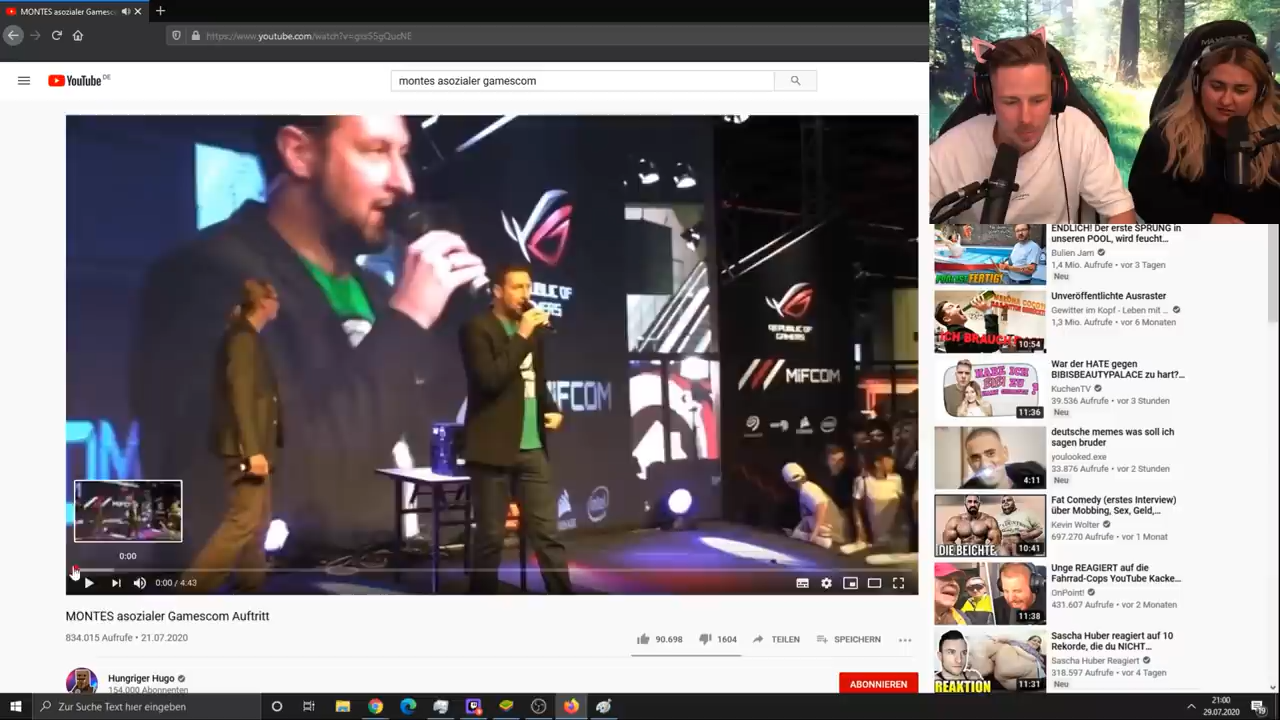 MONTES asozialer Gamesco
https://www.youtube.com/watch?v=gtarSSgQucNE
YouTube DE
montes asozialer gamescom
REPUBLIC OF
GAMERS
MIFCOM
0:00
0:00 / 4:43
MONTES asozialer Gamescom Auftritt
834.015 Aufrufe • 21.07.2020
90.698
1604
TEILEN
SPEICHERN
Hungriger Hugo
154.000 Abonnenten
ABONNIEREN
ENDLICH! Der erste SPRUNG in
unseren POOL, wird feucht…
Bullen Jam
1,4 Mio. Aufrufe • vor 3 Tagen
Neu
Unveröffentlichte Ausraster
Gewitter im Kopf - Leben mit ...
1,3 Mio. Aufrufe • vor 6 Monaten
10:54
War der HATE gegen
BIBISBEAUTYPALACE zu hart?…
KuchenTV
39.536 Aufrufe • vor 3 Stunden
Neu
HABE ICH
BIBI ZU
11:36
deutsche memes was soll ich
sagen bruder
youlooked.exe
33.876 Aufrufe • vor 2 Stunden
Neu
4:11
Fat Comedy (erstes Interview)
über Mobbing, Sex, Geld,…
Kevin Wolter
697.270 Aufrufe • vor 1 Monat
DIE BEICHTE
10:41
Unge REAGIERT auf die
Fahrrad-Cops YouTube Kacke…
OnPoint!
431.607 Aufrufe • vor 2 Monaten
11:38
Sascha Huber reagiert auf 10
Rekorde, die du NICHT…
Sascha Huber Reagiert
318.597 Aufrufe • vor 4 Tagen
Neu
REAKTION
11:31
Zur Suche Text hier eingeben
21:00
29.07.2020